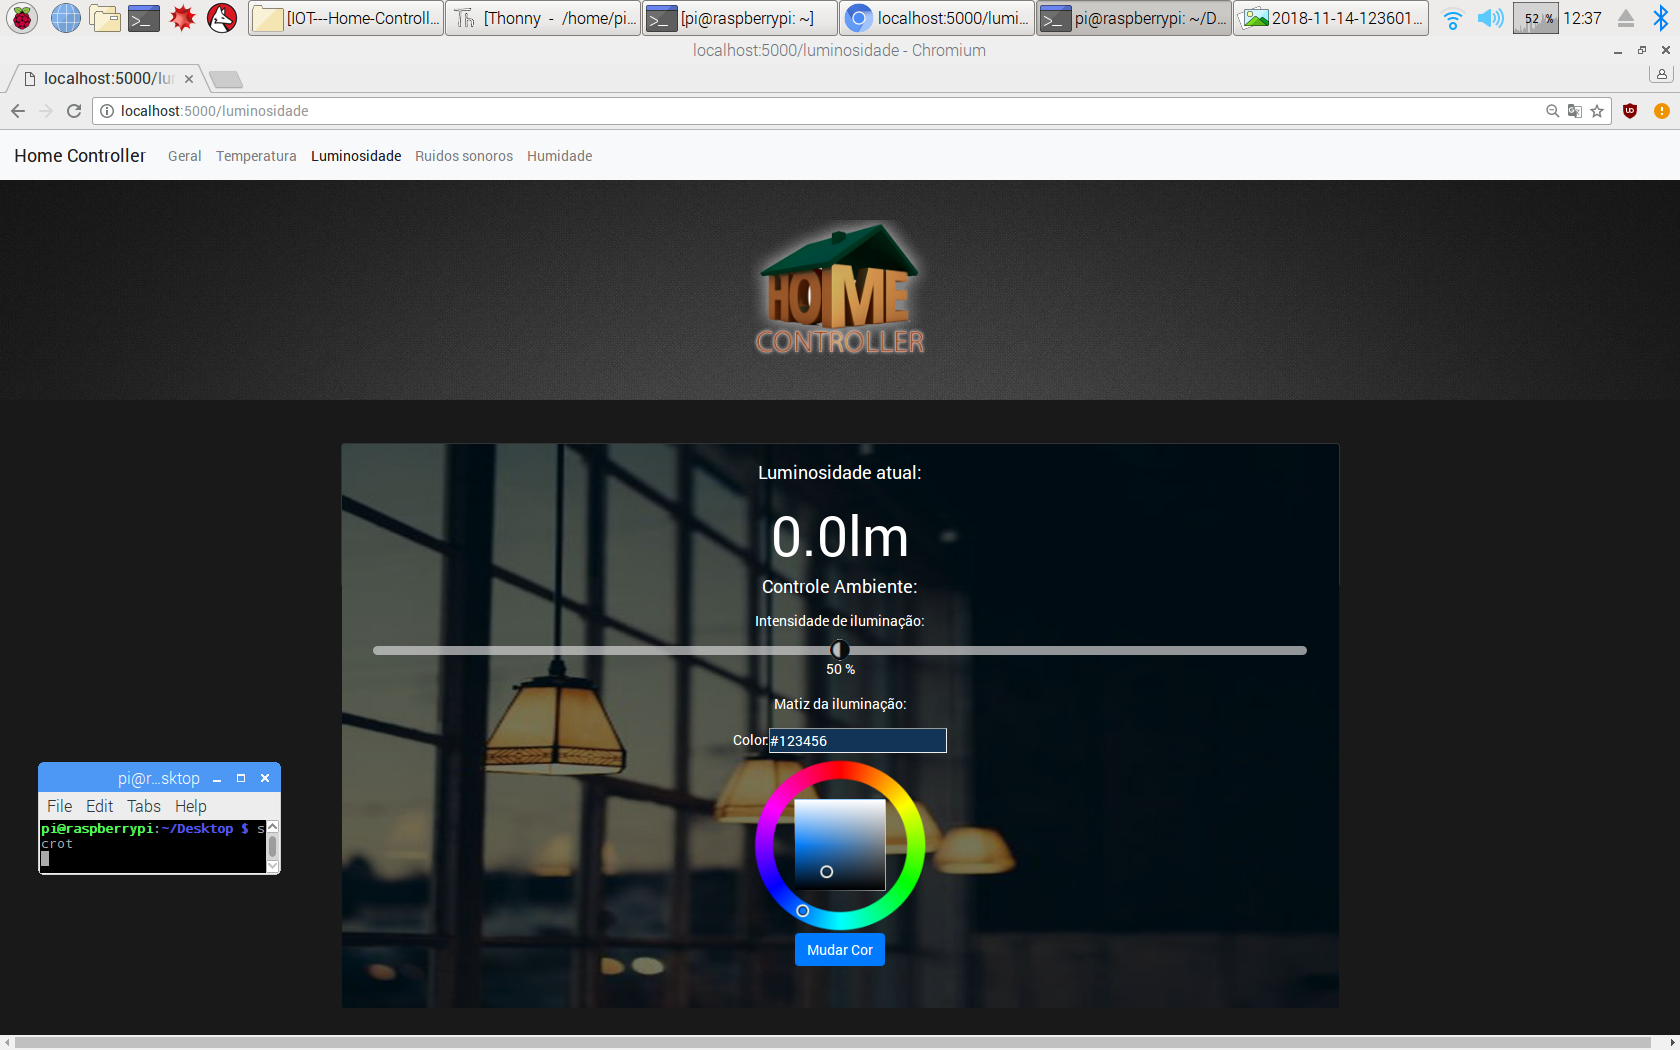 [IOT---Home-Controll...
[Thonny - /home/pi...
[pi@raspberrypi: ~]
localhost:5000/lumi...
pi@raspberrypi: ~/D...
2018-11-14-123601...
52 %
12:37
localhost:5000/luminosidade - Chromium
localhost:5000/lu
localhost:5000/luminosidade
Home Controller
Geral
Temperatura
Luminosidade
Ruidos sonoros
Humidade
HOME
CONTROLLER
Luminosidade atual:
0.0lm
Controle Ambiente:
Intensidade de iluminação:
50 %
Matiz da iluminação:
Color:
#123456
Mudar Cor
pi@r...sktop
File Edit Tabs Help
pi@raspberrypi:~/Desktop $ s
crot